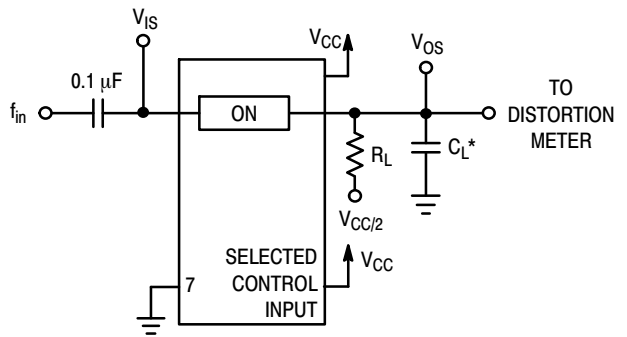 V_IS
V_CC
V_OS
0.1 μF
f_in
ON
TO
DISTORTION
METER
R_L
C_L*
V_CC/2
SELECTED
CONTROL
INPUT
V_CC
7